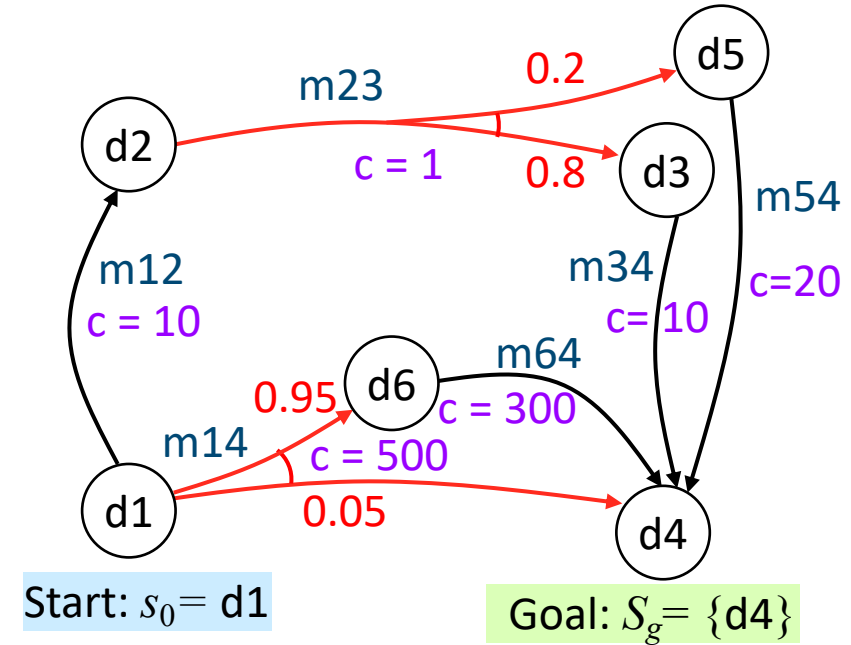 d5
0.2
m23
d2
d3
c = 1
0.8
m54
m12
m34
c=20
c = 10
c= 10
m64
d6
0.95
c = 300
m14
c = 500
d1
0.05
d4
Start: s₀= d1
Goal: S_g= {d4}